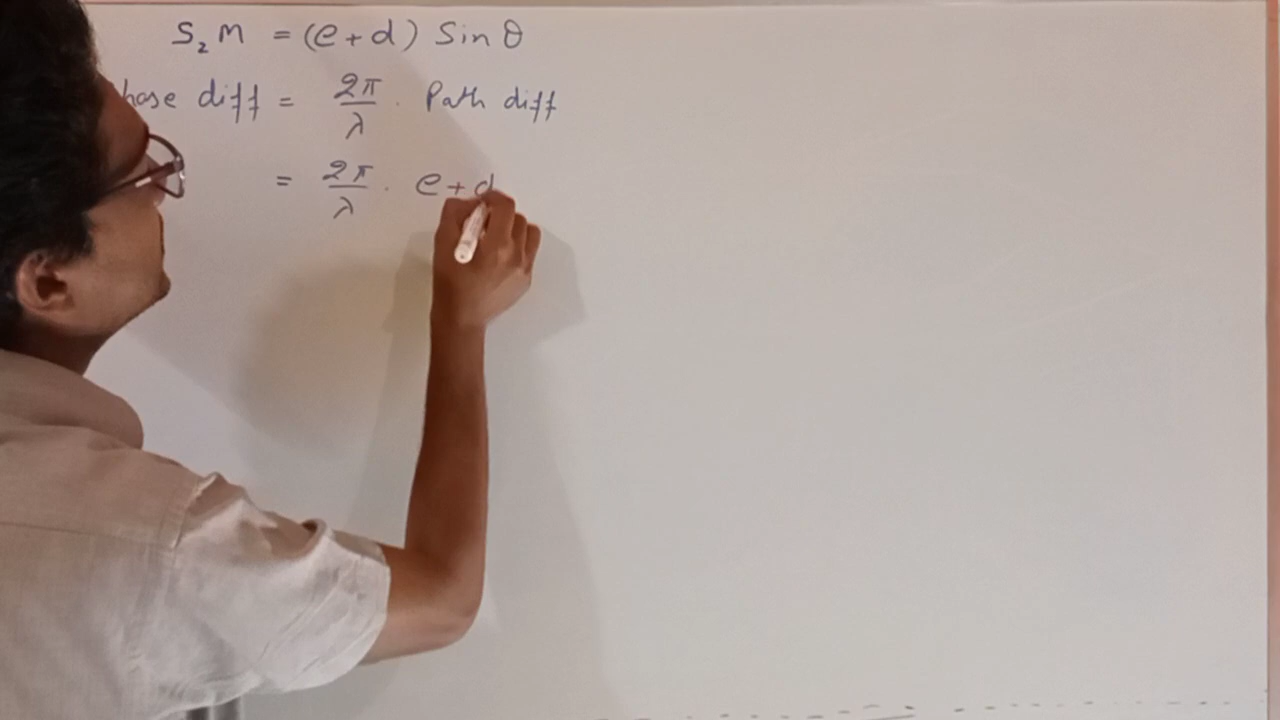 S₂M = (e+d) Sin θ
hase diff = 2π/λ . Path diff
= 2π/λ . e+d